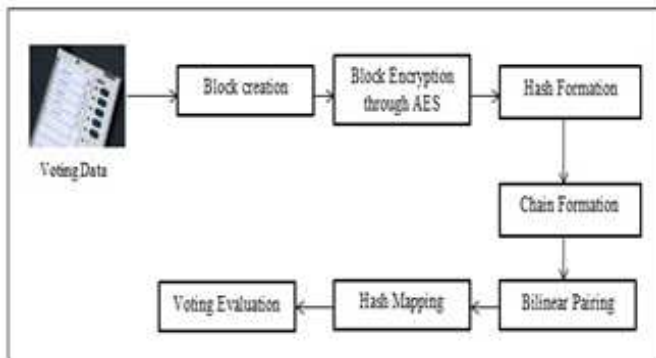 Voting Data
Block creation
Block Encryption
through AES
Hash Formation
Chain Formation
Bilinear Pairing
Hash Mapping
Voting Evaluation